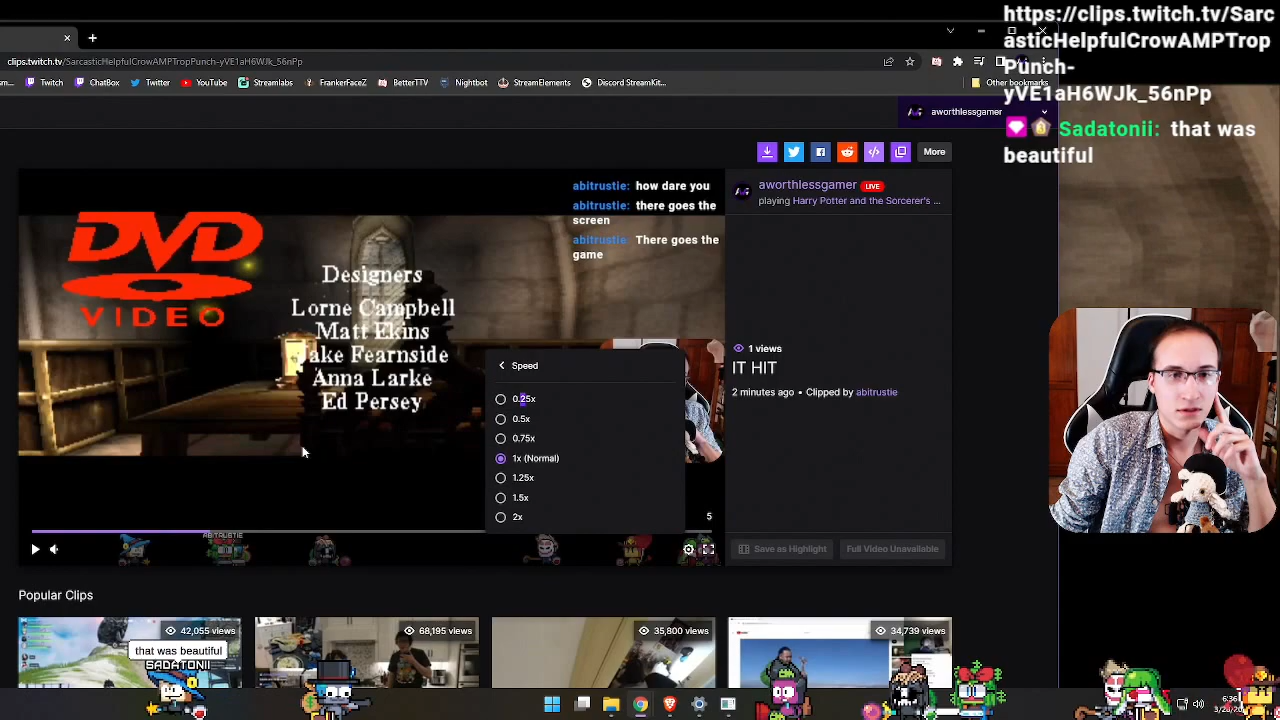 https://clips.twitch.tv/Sarc
asticHelpfulCrowAMPTrop
Punch-
yVE1aH6WJk_56nPp
Sadatonii: that was
beautiful
clips.twitch.tv/SarcasticHelpfulCrowAMPTropPunch-yVE1aH6WJk_56nPp
Twitch
ChatBox
Twitter
YouTube
Streamlabs
FrankerFaceZ
BetterTTV
Nightbot
StreamElements
Discord StreamKit...
Other bookmarks
aworthlessgamer
More
abitrustie: how dare you
abitrustie: there goes the
screen
abitrustie: There goes the
game
DVD
VIDEO
Designers
Lorne Campbell
Matt Ekins
Jake Fearnside
Anna Larke
Ed Persey
aworthlessgamer LIVE
playing Harry Potter and the Sorcerer's ...
1 views
IT HIT
2 minutes ago • Clipped by abitrustie
Speed
0.25x
0.5x
0.75x
1x (Normal)
1.25x
1.5x
2x
5
ABITRUSTIE
Save as Highlight
Full Video Unavailable
Popular Clips
42,055 views
68,195 views
35,800 views
34,739 views
that was beautiful
SADATONII